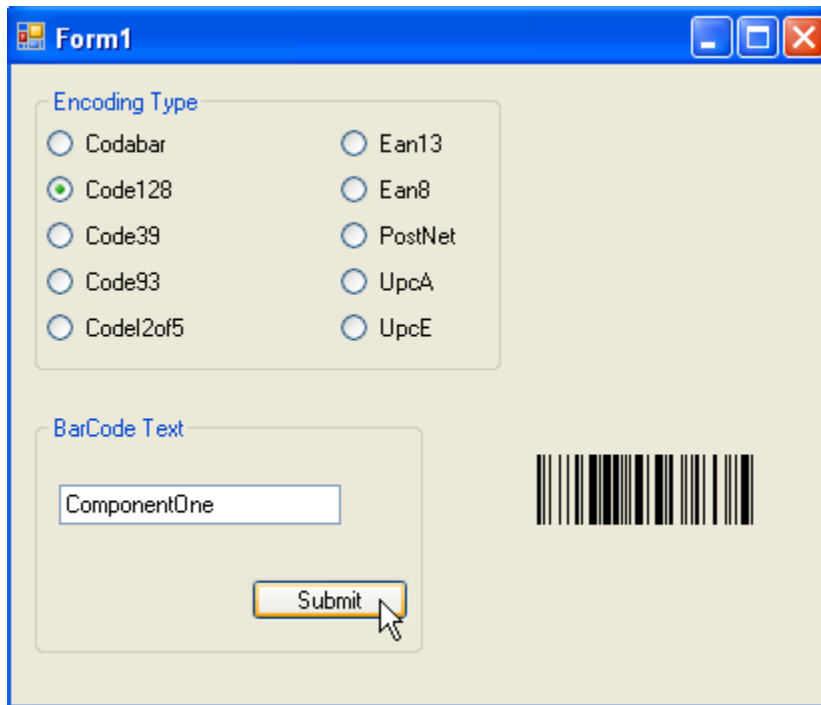 Form1
Encoding Type
Codabar
Code128
Code39
Code93
CodeI2of5
Ean13
Ean8
PostNet
UpcA
UpcE
BarCode Text
ComponentOne
Submit